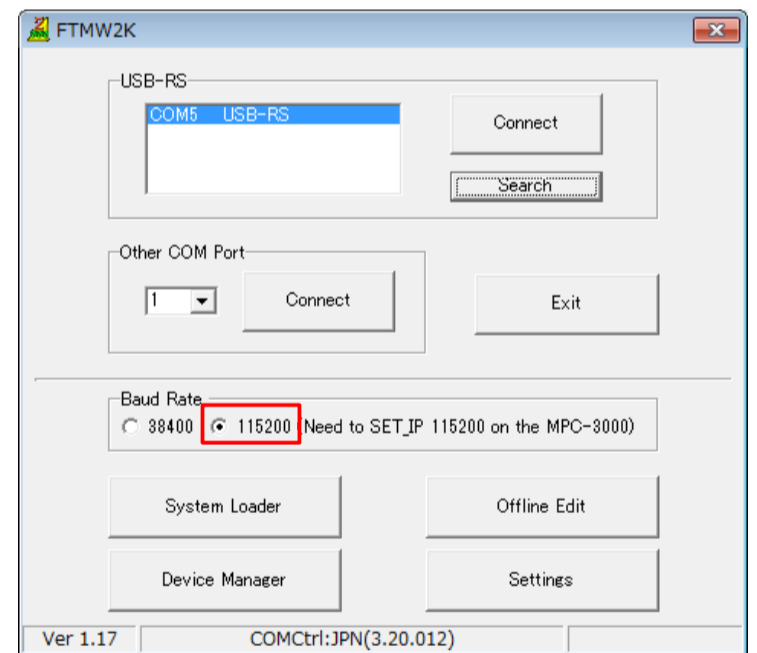 FTMW2K
USB-RS
COM5 USB-RS
Connect
Search
Other COM Port
1
Connect
Exit
Baud Rate
38400 115200 (Need to SET_IP 115200 on the MPC-3000)
System Loader
Offline Edit
Device Manager
Settings
Ver 1.17 COMCtrl:JPN(3.20.012)